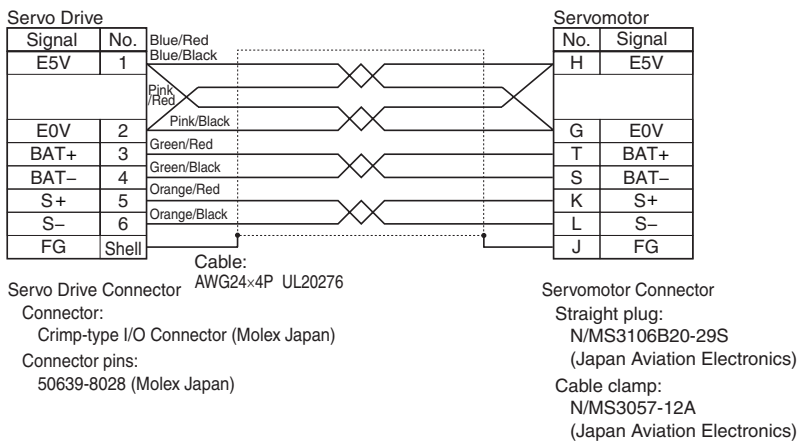 Servo Drive
Servomotor
Signal No.
Blue/Red
No. Signal
Blue/Black
E5V 1
H E5V
Pink
/Red
Pink/Black
E0V 2
G E0V
Green/Red
BAT+ 3
T BAT+
Green/Black
BAT− 4
S BAT−
Orange/Red
S+ 5
K S+
Orange/Black
S− 6
L S−
FG Shell
J FG
Cable:
AWG24×4P UL20276
Servo Drive Connector
Connector:
Crimp-type I/O Connector (Molex Japan)
Connector pins:
50639-8028 (Molex Japan)
Servomotor Connector
Straight plug:
N/MS3106B20-29S
(Japan Aviation Electronics)
Cable clamp:
N/MS3057-12A
(Japan Aviation Electronics)